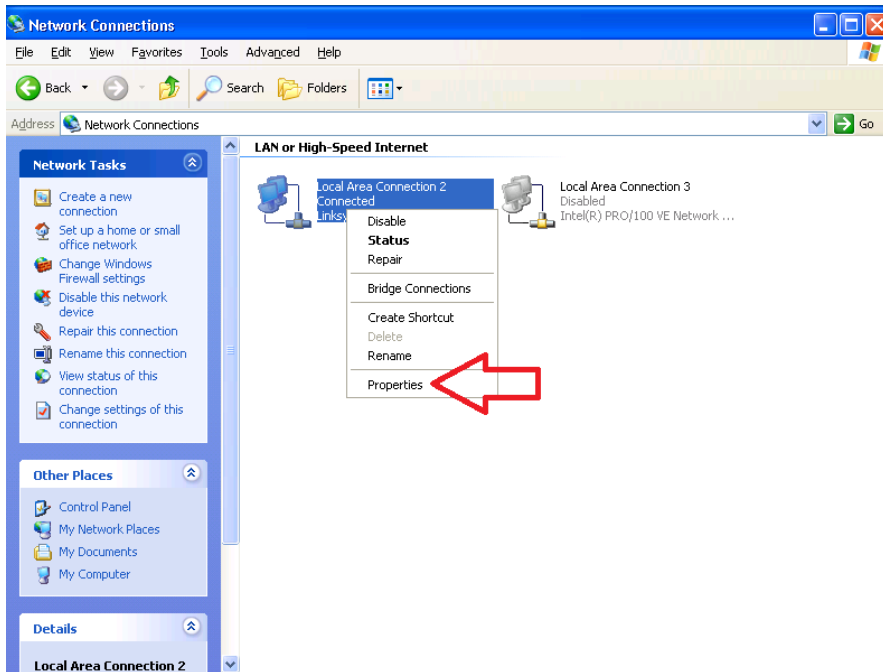 Network Connections
File Edit View Favorites Tools Advanced Help
Back Search Folders
Address Network Connections Go
Network Tasks
Create a new
connection
Set up a home or small
office network
Change Windows
Firewall settings
Disable this network
device
Repair this connection
Rename this connection
View status of this
connection
Change settings of this
connection
Other Places
Control Panel
My Network Places
My Documents
My Computer
Details
Local Area Connection 2
LAN or High-Speed Internet
Local Area Connection 2
Connected
Linksy
Disable
Status
Repair
Bridge Connections
Create Shortcut
Delete
Rename
Properties
Local Area Connection 3
Disabled
Intel(R) PRO/100 VE Network ...